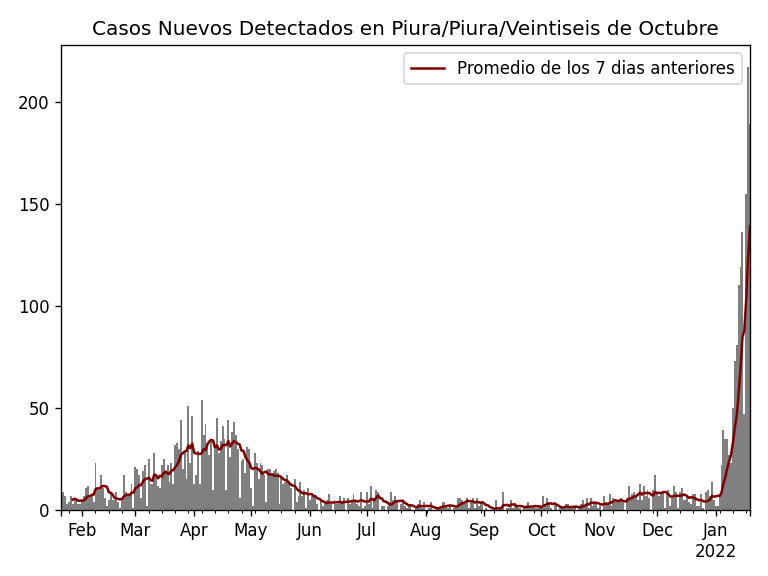 Casos Nuevos Detectados en Piura/Piura/Veintiseis de Octubre
Promedio de los 7 dias anteriores
200
150
100
50
0
Feb Mar Apr May Jun Jul Aug Sep Oct Nov Dec Jan
2022